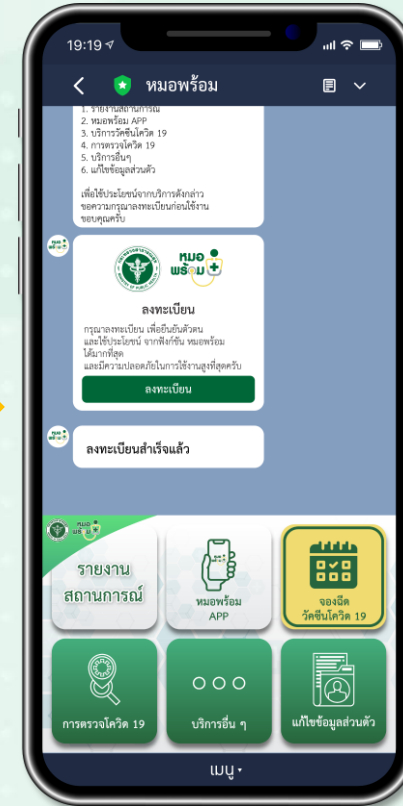 19:19
หมอพร้อม
1. รายงานสถานการณ์
2. หมอพร้อม APP
3. บริการวัคซีนโควิด 19
4. การตรวจโควิด 19
5. บริการอื่นๆ
6. แก้ไขข้อมูลส่วนตัว
เพื่อใช้ประโยชน์จากบริการดังกล่าว
ขอความกรุณาลงทะเบียนก่อนใช้งาน
ขอบคุณครับ
หมอ
พร้อม
ลงทะเบียน
กรุณาลงทะเบียน เพื่อยืนยันตัวตน
และใช้ประโยชน์ จากฟังก์ชัน หมอพร้อม
ได้มากที่สุด
และมีความปลอดภัยในการใช้งานสูงที่สุดครับ
ลงทะเบียน
ลงทะเบียนสำเร็จแล้ว
หมอ
พร้อม
รายงาน
สถานการณ์
หมอพร้อม
APP
จองฉีด
วัคซีนโควิด 19
การตรวจโควิด 19
บริการอื่น ๆ
แก้ไขข้อมูลส่วนตัว
เมนู